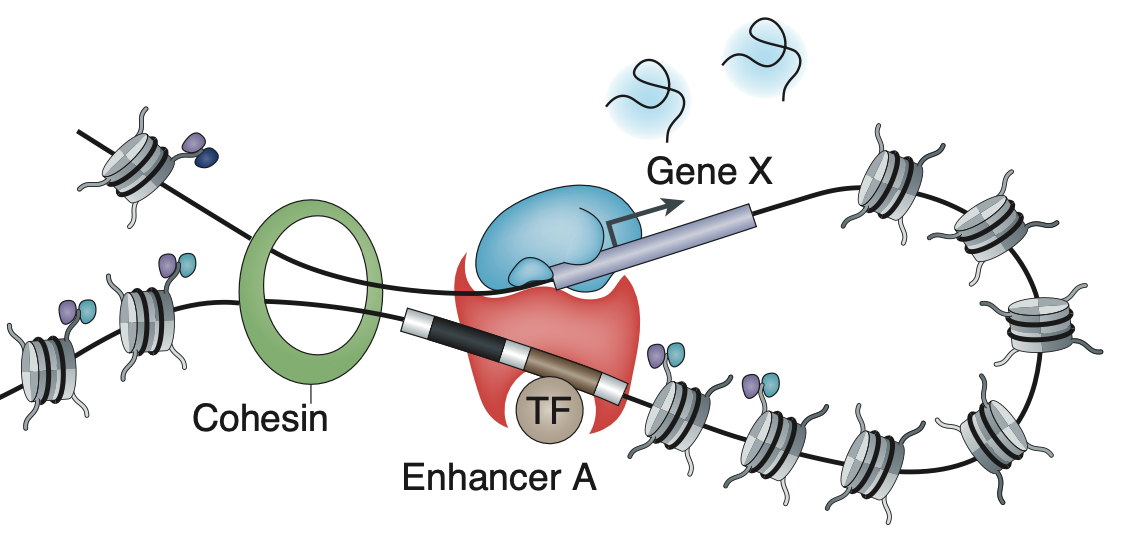 Gene X
Cohesin
TF
Enhancer A